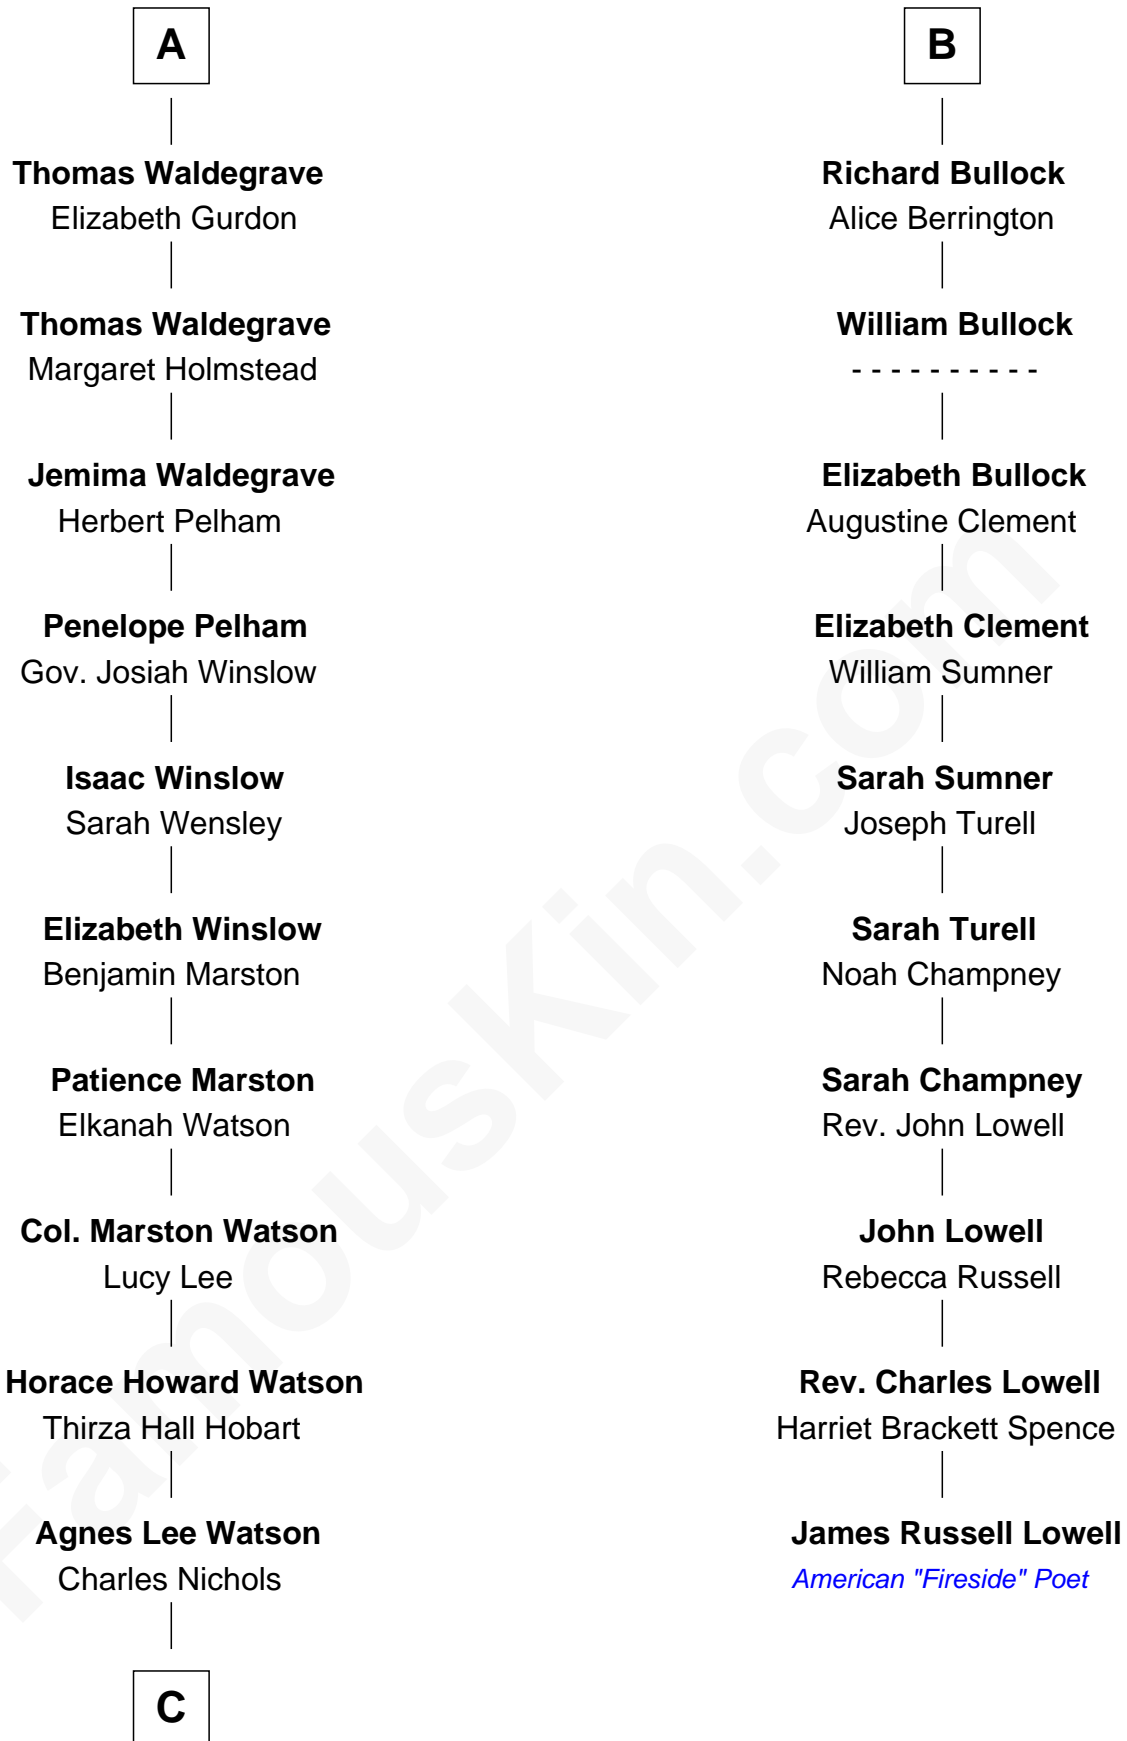 A
Thomas Waldegrave
Elizabeth Gurdon
Thomas Waldegrave
Margaret Holmstead
Jemima Waldegrave
Herbert Pelham
Penelope Pelham
Gov. Josiah Winslow
Isaac Winslow
Sarah Wensley
Elizabeth Winslow
Benjamin Marston
Patience Marston
Elkanah Watson
Col. Marston Watson
Lucy Lee
Horace Howard Watson
Thirza Hall Hobart
Agnes Lee Watson
Charles Nichols
C
B
Richard Bullock
Alice Berrington
William Bullock
- - - - - - - - - -
Elizabeth Bullock
Augustine Clement
Elizabeth Clement
William Sumner
Sarah Sumner
Joseph Turell
Sarah Turell
Noah Champney
Sarah Champney
Rev. John Lowell
John Lowell
Rebecca Russell
Rev. Charles Lowell
Harriet Brackett Spence
James Russell Lowell
American "Fireside" Poet
FamousKin.com